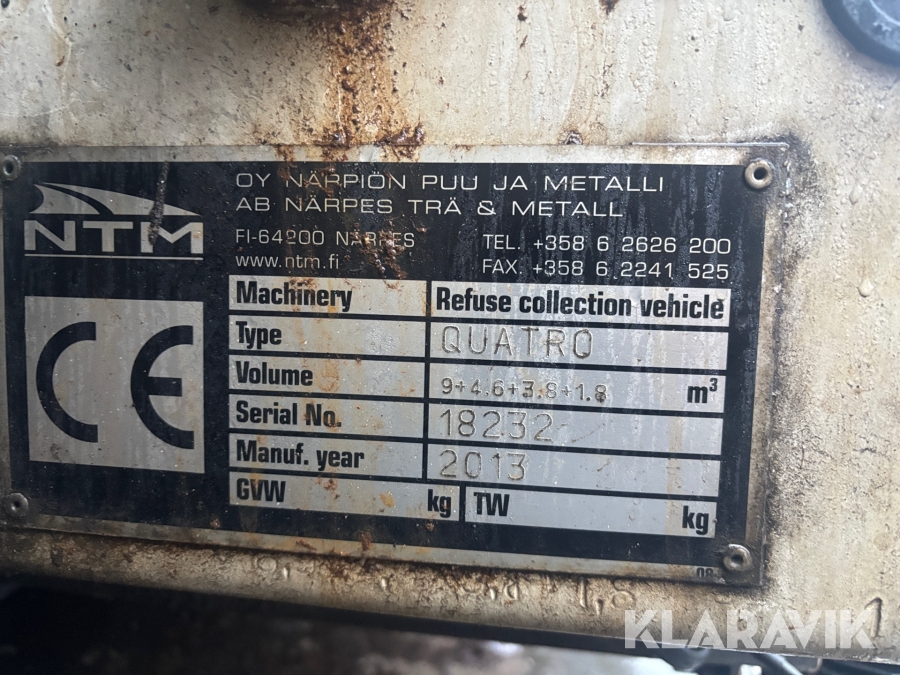 NTM
OY NÄRPIÖN PUU JA METALLI
AB NÄRPES TRÄ & METALL
FI-64200 NÄRPES TEL. +358 6 2626 200
www.ntm.fi FAX. +358 6 2241 525
CE
Machinery Refuse collection vehicle
Type QUATRO
Volume 9+4.6+3.8+1.8 m³
Serial No. 18232
Manuf. year 2013
GVW kg TW kg
08
KLARAVIK